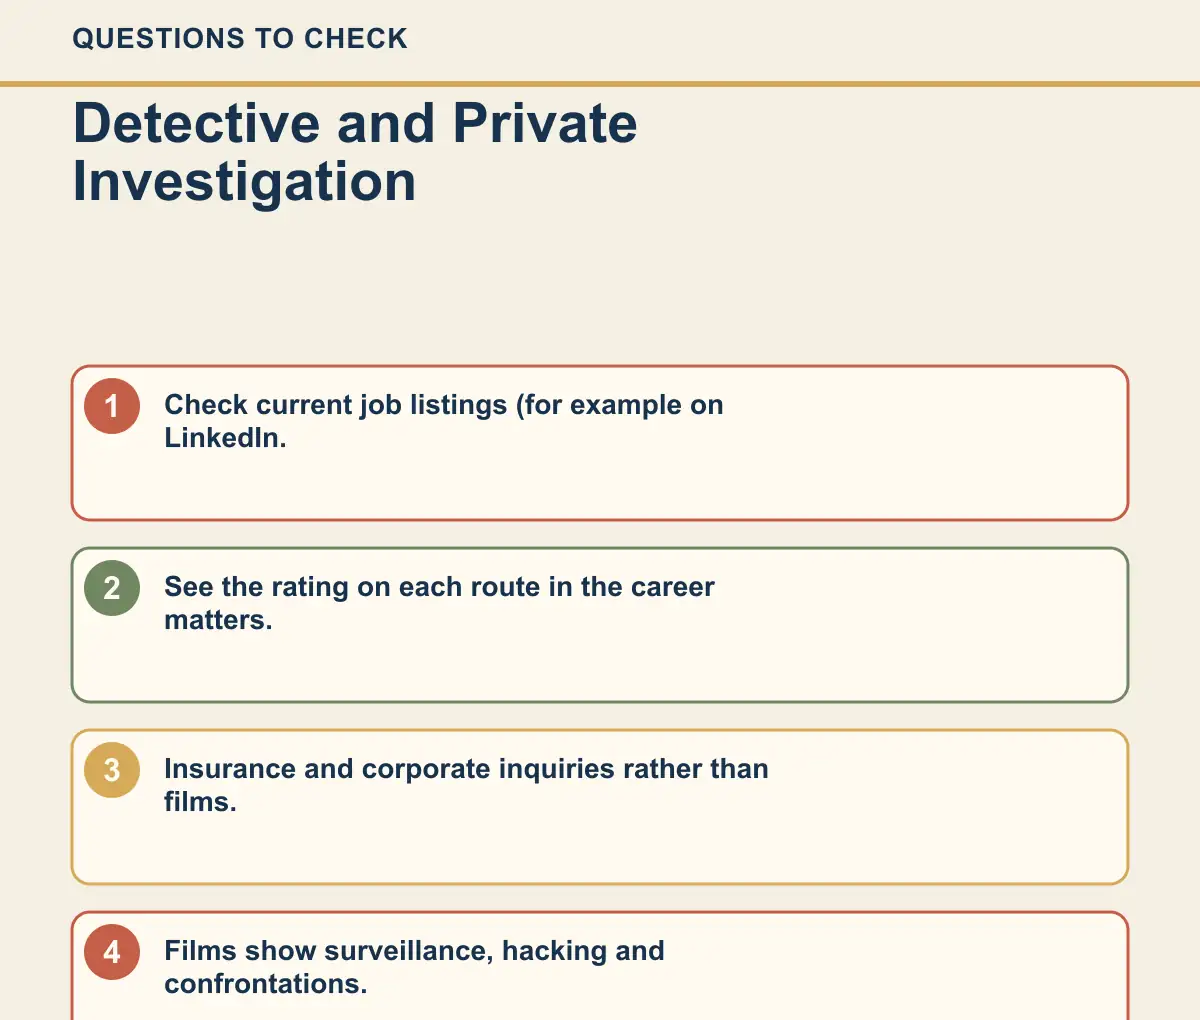 QUESTIONS TO CHECK
Detective and Private
Investigation
1
Check current job listings (for example on
LinkedIn.
2
See the rating on each route in the career
matters.
3
Insurance and corporate inquiries rather than
films.
4
Films show surveillance, hacking and
confrontations.